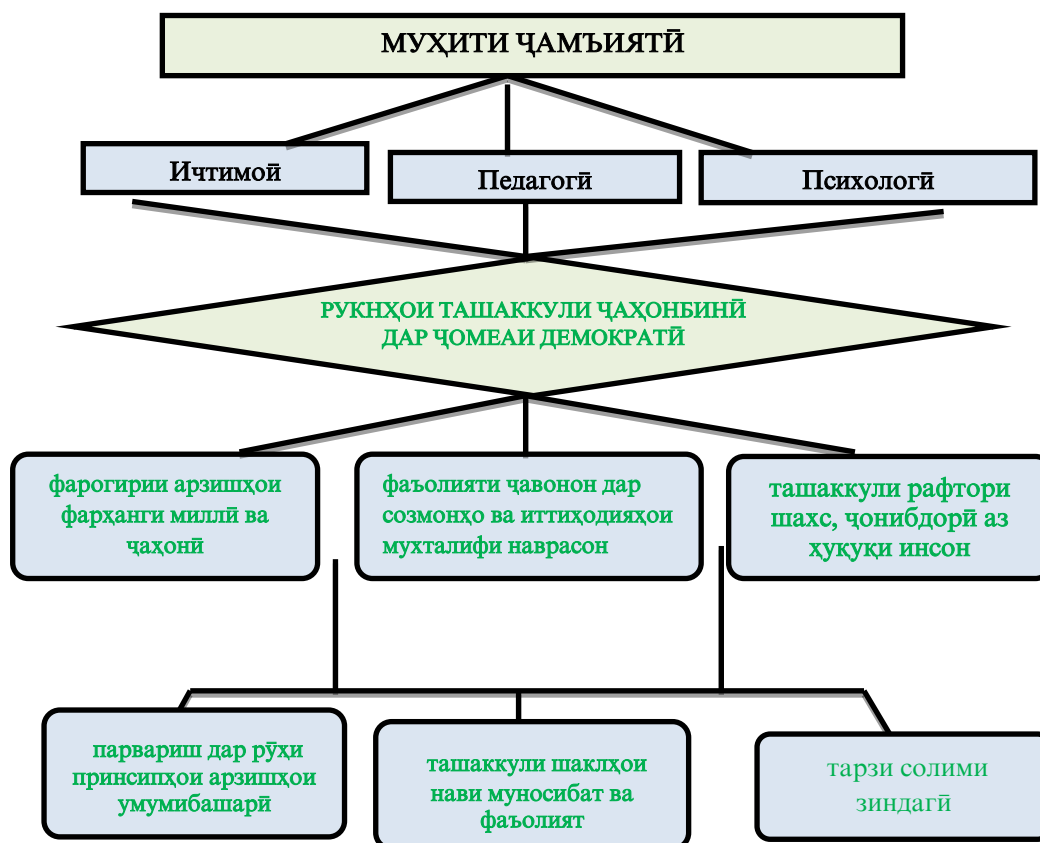 МУҲИТИ ҶАМЪИЯТӢ
Ичтимоӣ
Педагогӣ
Психологӣ
РУКНҲОИ ТАШАККУЛИ ҶАҲОНБИНӢ
ДАР ҶОМЕАИ ДЕМОКРАТӢ
фарогирии арзишҳои
фарҳанги миллӣ ва
ҷаҳонӣ
фаъолияти ҷавонон дар
созмонҳо ва иттиҳодияҳои
мухталифи наврасон
ташаккули рафтори
шахс, ҷонибдорӣ аз
ҳуқуқи инсон
парвариш дар рӯҳи
принсипҳои арзишҳои
умумибашарӣ
ташаккули шаклҳои
нави муносибат ва
фаъолият
тарзи солими
зиндагӣ